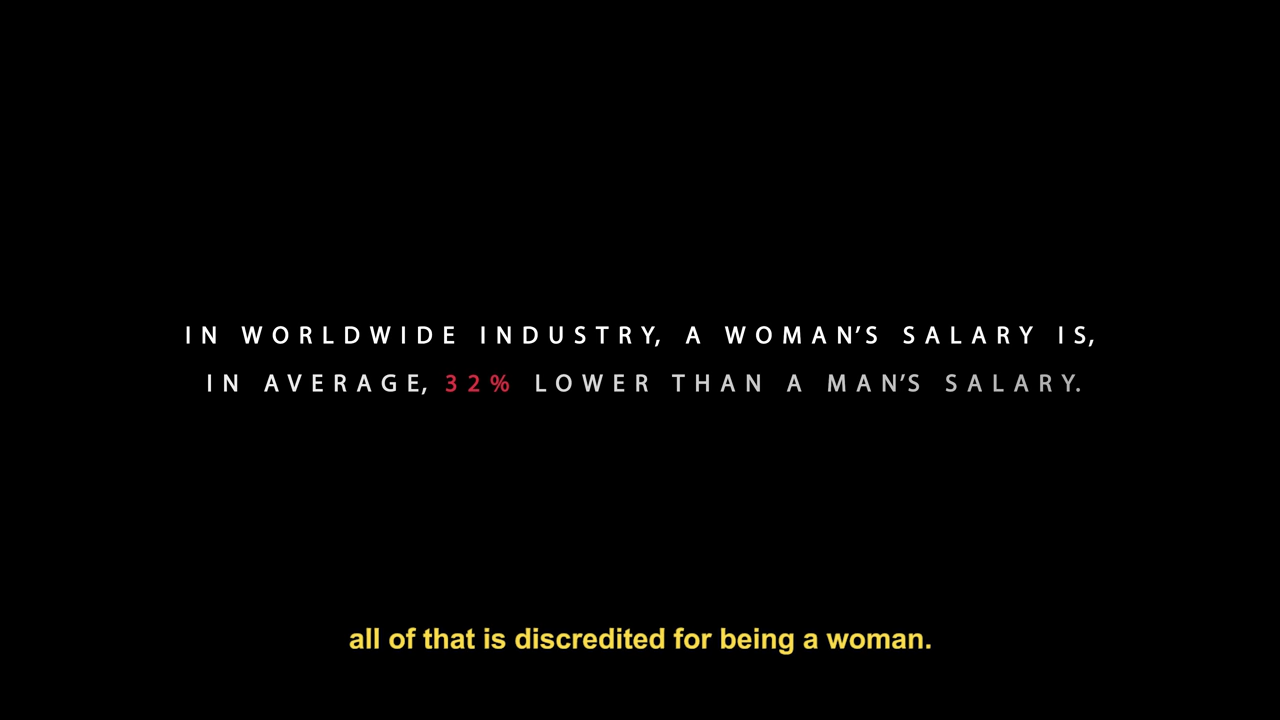 IN WORLDWIDE INDUSTRY, A WOMAN'S SALARY IS,
IN AVERAGE, 32% LOWER THAN A MAN'S SALARY.
all of that is discredited for being a woman.